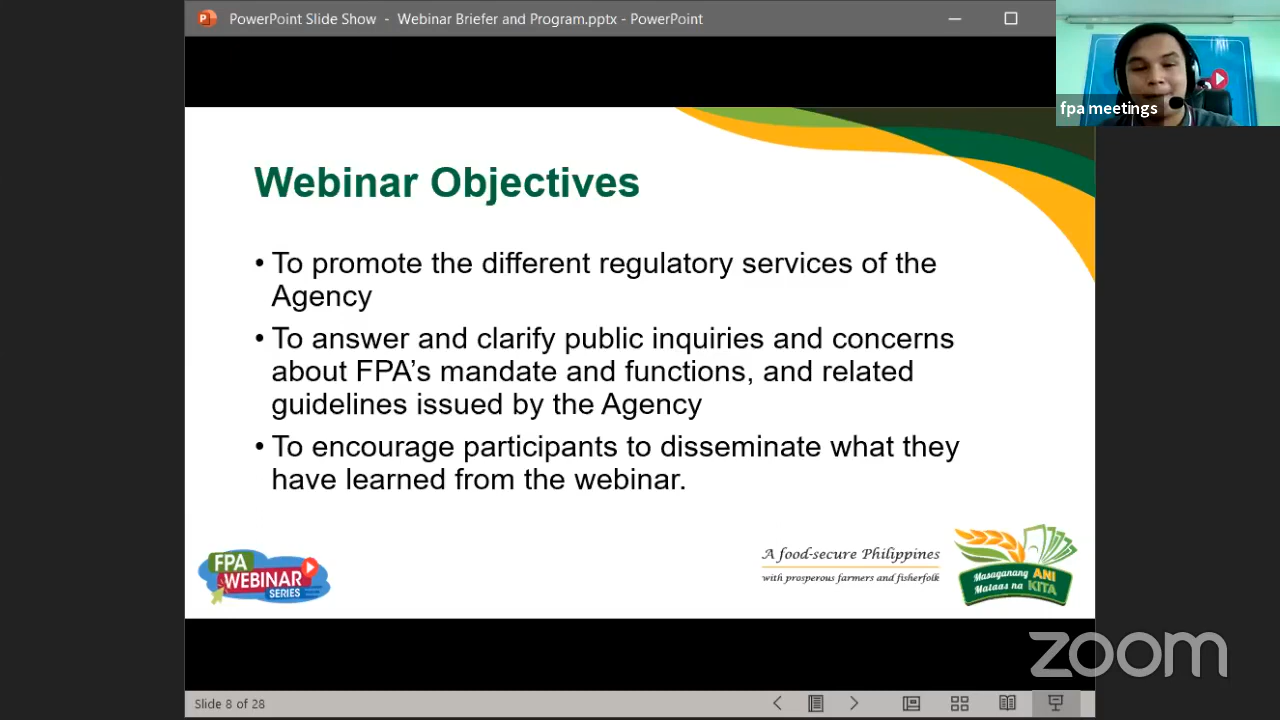 PowerPoint Slide Show - Webinar Briefer and Program.pptx - PowerPoint
fpa meetings
Webinar Objectives
• To promote the different regulatory services of the
Agency
• To answer and clarify public inquiries and concerns
about FPA’s mandate and functions, and related
guidelines issued by the Agency
• To encourage participants to disseminate what they
have learned from the webinar.
FPA
WEBINAR
SERIES
A food-secure Philippines
with prosperous farmers and fisherfolk
Masaganang ANI
Mataas na KITA
zoom
Slide 8 of 28